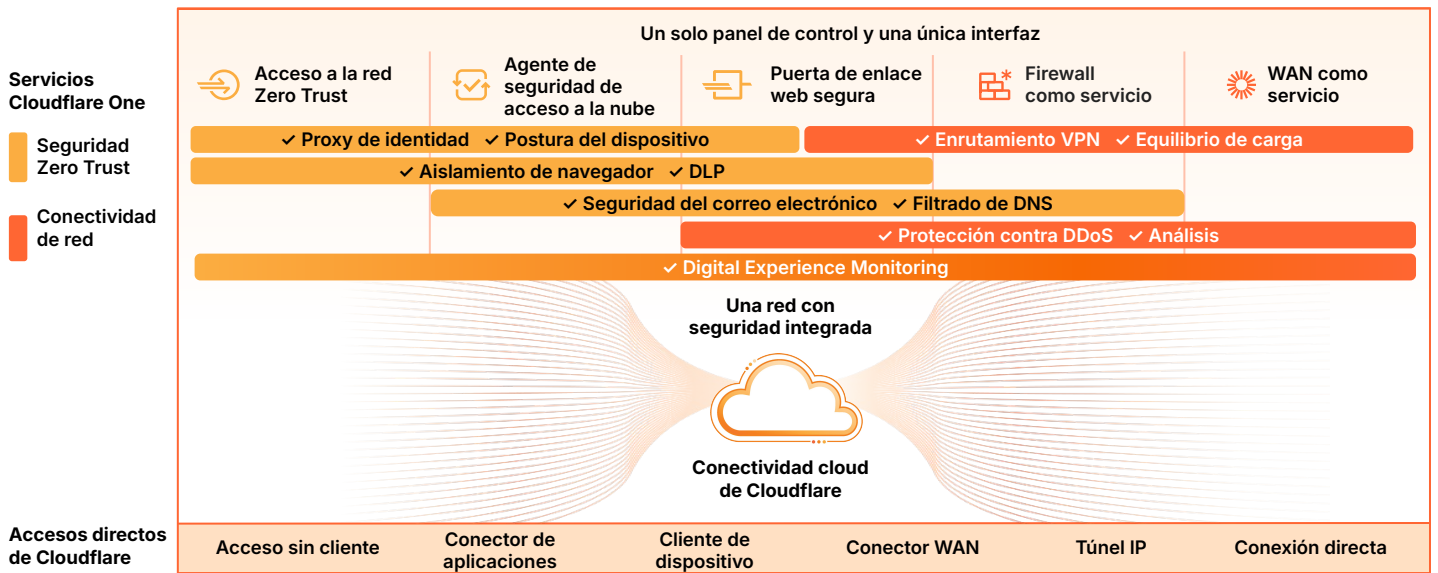 Un solo panel de control y una única interfaz
Servicios
Cloudflare One
Acceso a la red
Zero Trust
Agente de
seguridad de
acceso a la nube
Puerta de enlace
web segura
Firewall
como servicio
WAN como
servicio
Seguridad
Zero Trust
Conectividad
de red
✓ Proxy de identidad ✓ Postura del dispositivo
✓ Enrutamiento VPN ✓ Equilibrio de carga
✓ Aislamiento de navegador ✓ DLP
✓ Seguridad del correo electrónico ✓ Filtrado de DNS
✓ Protección contra DDoS ✓ Análisis
✓ Digital Experience Monitoring
Una red con
seguridad integrada
Conectividad cloud
de Cloudflare
Accesos directos
de Cloudflare
Acceso sin cliente
Conector de
aplicaciones
Cliente de
dispositivo
Conector WAN
Túnel IP
Conexión directa